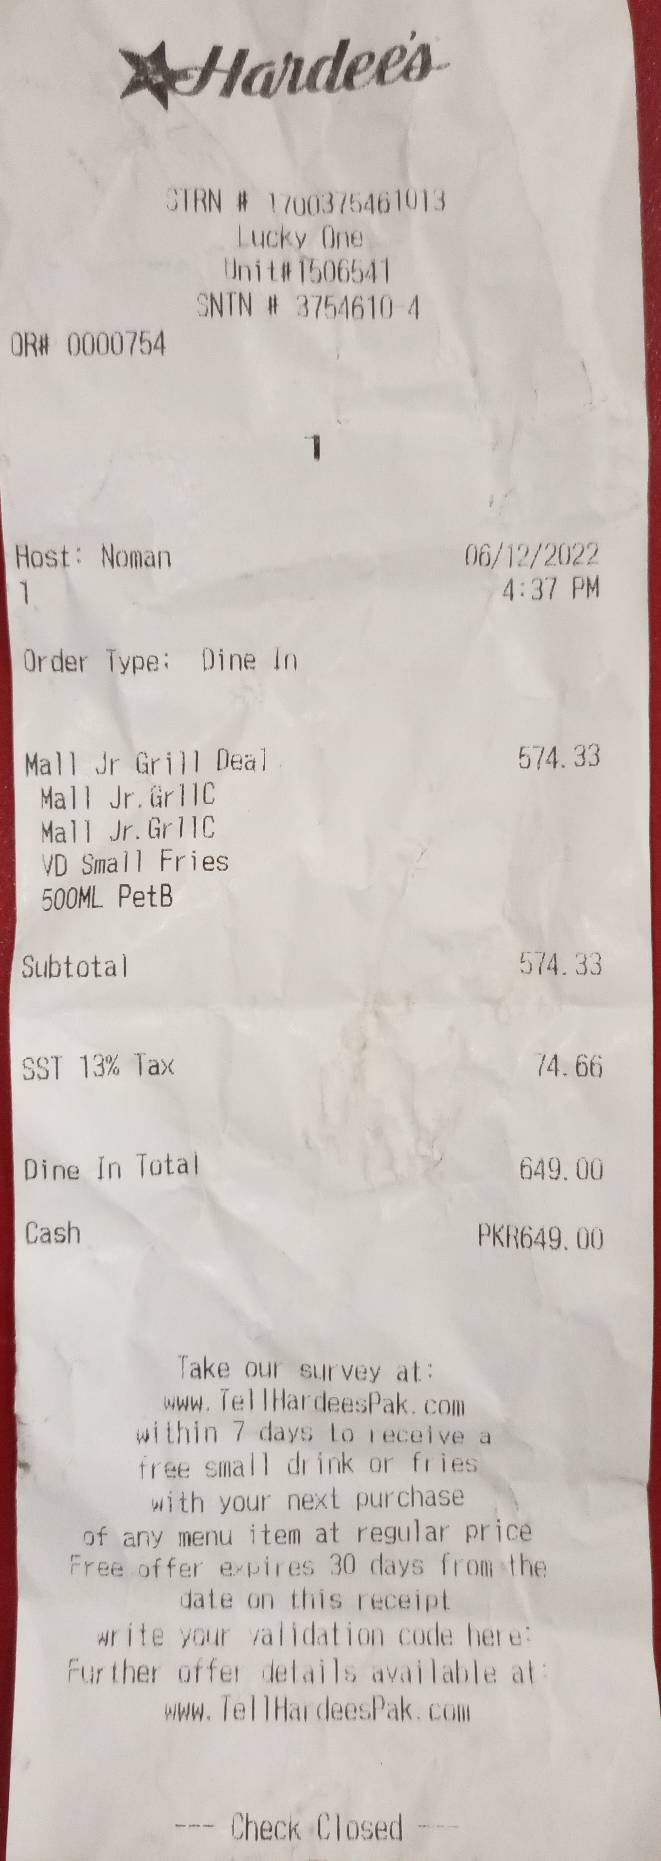 Hardee's
STRN # 1700375461013
Lucky One
Unit#1506541
SNTN # 3754610-4
OR# 0000754
1
Host: Noman 06/12/2022
1 4:37 PM
Order Type: Dine In
Mall Jr Grill Deal 574.33
Mall Jr.GrllC
Mall Jr.GrllC
VD Small Fries
500ML PetB
Subtotal 574.33
SST 13% Tax 74.66
Dine In Total 649.00
Cash PKR649.00
Take our survey at:
www.TellHardeesPak.com
within 7 days to receive a
free small drink or fries
with your next purchase
of any menu item at regular price
Free offer expires 30 days from the
date on this receipt
write your validation code here:
Further offer details available at:
www.TellHardeesPak.com
--- Check Closed ---